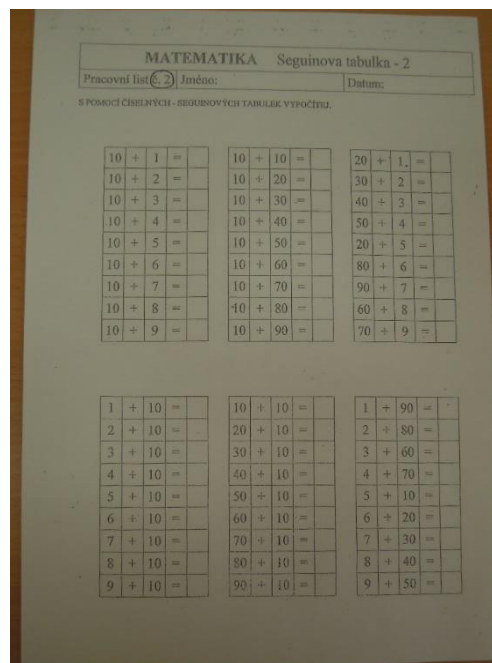 MATEMATIKA Seguinova tabulka - 2
Pracovní list č. 2 Jméno: Datum:
S POMOCÍ ČÍSELNÝCH - SEGUINOVÝCH TABULEK VYPOČÍTEJ.
10 + 1 = 10 + 10 = 20 + 1 =
10 + 2 = 10 + 20 = 30 + 2 =
10 + 3 = 10 + 30 = 40 + 3 =
10 + 4 = 10 + 40 = 50 + 4 =
10 + 5 = 10 + 50 = 20 + 5 =
10 + 6 = 10 + 60 = 80 + 6 =
10 + 7 = 10 + 70 = 90 + 7 =
10 + 8 = 10 + 80 = 60 + 8 =
10 + 9 = 10 + 90 = 70 + 9 =
1 + 10 = 10 + 10 = 1 + 90 =
2 + 10 = 20 + 10 = 2 + 80 =
3 + 10 = 30 + 10 = 3 + 60 =
4 + 10 = 40 + 10 = 4 + 70 =
5 + 10 = 50 + 10 = 5 + 10 =
6 + 10 = 60 + 10 = 6 + 20 =
7 + 10 = 70 + 10 = 7 + 30 =
8 + 10 = 80 + 10 = 8 + 40 =
9 + 10 = 90 + 10 = 9 + 50 =